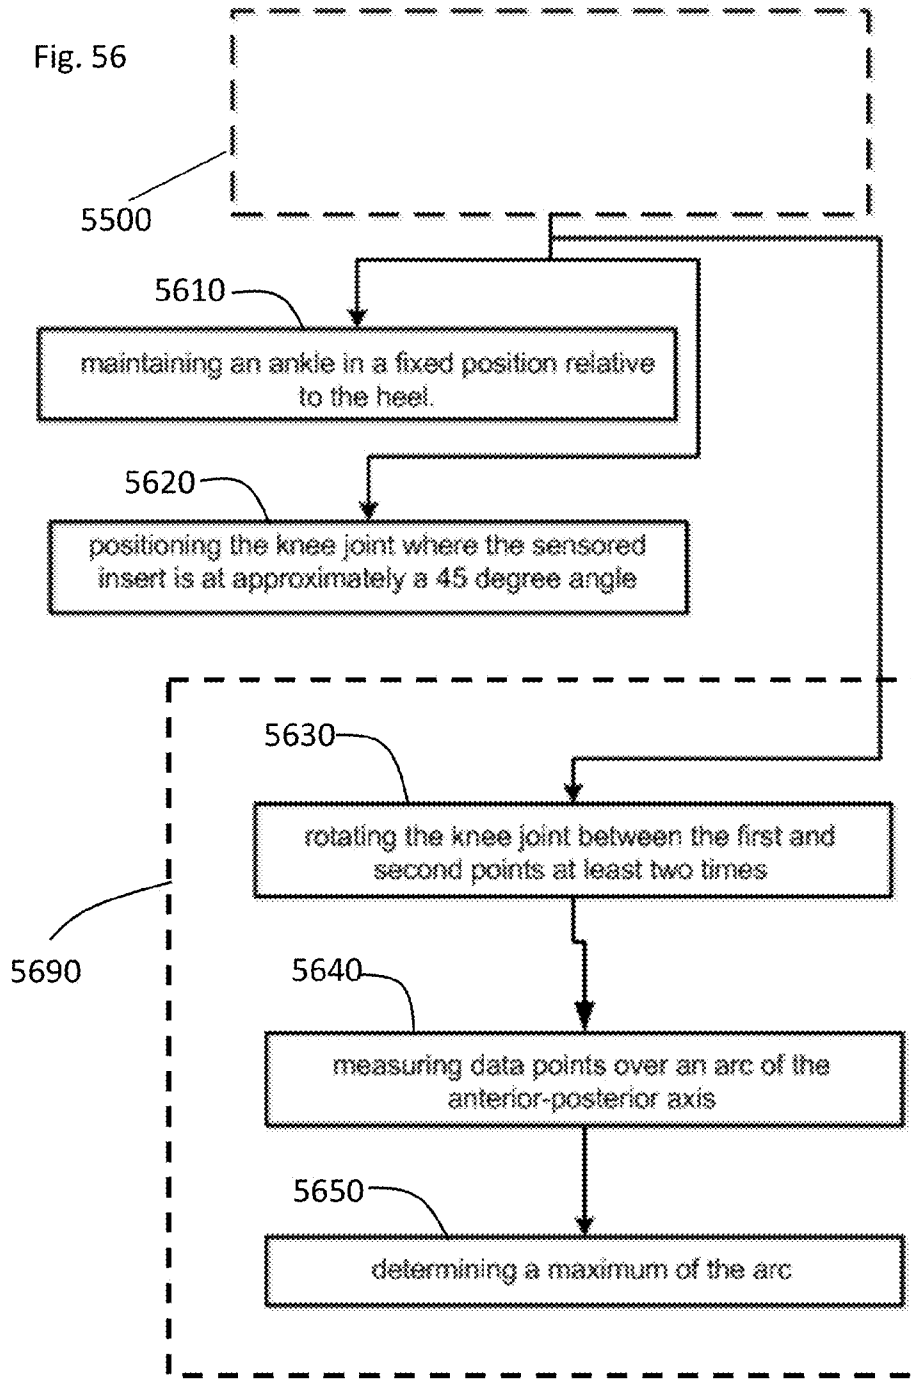 Fig. 56
5500
5610
maintaining an ankle in a fixed position relative
to the heel.
5620
positioning the knee joint where the sensored
insert is at approximately a 45 degree angle
5630
rotating the knee joint between the first and
second points at least two times
5690
5640
measuring data points over an arc of the
anterior-posterior axis
5650
determining a maximum of the arc